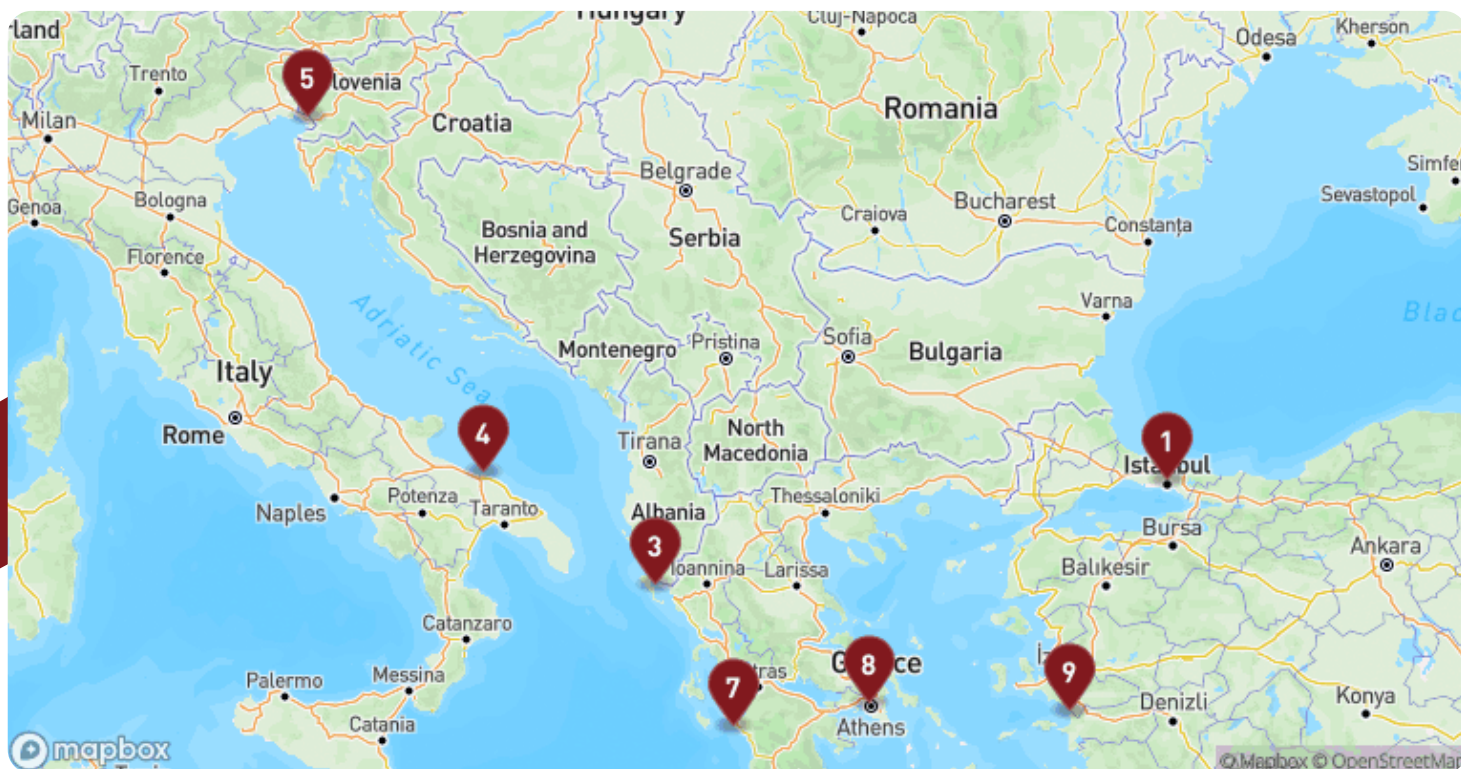 Hungary
Cluj-Napoca
rland
Kherson
Odesa
Trento
5
lovenia
Romania
Milan
Croatia
Simfe
Belgrade
Sevastopol
Bologna
Bucharest
Genoa
Craiova
Constanța
Bosnia and
Herzegovina
Serbia
Florence
Varna
Adriatic Sea
Blac
Pristina
Sofia
Montenegro
Bulgaria
Italy
4
North
Macedonia
1
Rome
Tirana
Istanbul
Potenza
Thessaloniki
Naples
Taranto
Albania
Bursa
3
Ankara
Ioannina
Larissa
Balıkesir
Catanzaro
8
Greece
9
İz
Palermo
Messina
7
tras
Denizli
Konya
Catania
Athens
mapbox
© Mapbox © OpenStreetMap